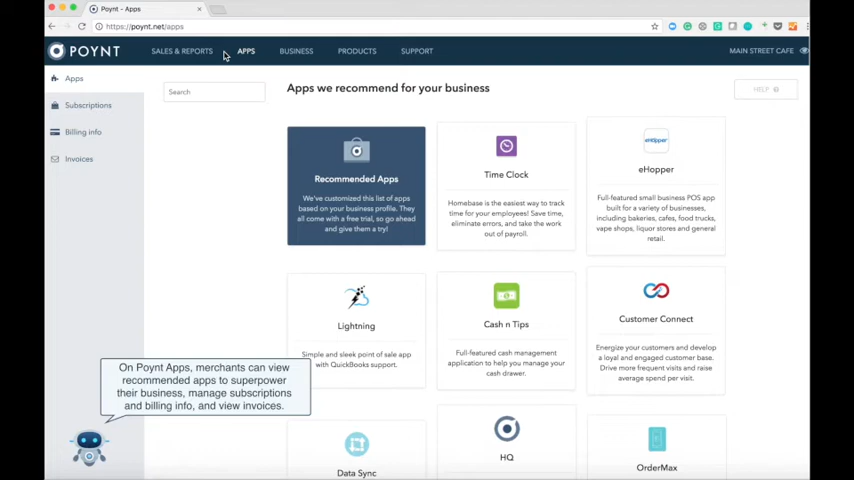 Poynt - Apps
https://poynt.net/apps
POYNT
SALES & REPORTS
APPS
BUSINESS
PRODUCTS
SUPPORT
MAIN STREET CAFE
Apps
Subscriptions
Billing info
Invoices
Search
Apps we recommend for your business
HELP
Recommended Apps
We've customized this list of apps
based on your business profile. They
all come with a free trial, so go ahead
and give them a try!
Time Clock
Homebase is the easiest way to track
time for your employees! Save time,
eliminate errors, and take the work
out of payroll.
eHopper
eHopper
Full-featured small business POS app
built for a variety of businesses,
including bakeries, cafes, food trucks,
vape shops, liquor stores and general
retail.
Lightning
Simple and sleek point of sale app
with QuickBooks support.
Cash n Tips
Full-featured cash management
application to help you manage your
cash drawer.
Customer Connect
Energize your customers and develop
a loyal and engaged customer base.
Drive more frequent visits and raise
average spend per visit.
Data Sync
HQ
OrderMax
On Poynt Apps, merchants can view
recommended apps to superpower
their business, manage subscriptions
and billing info, and view invoices.